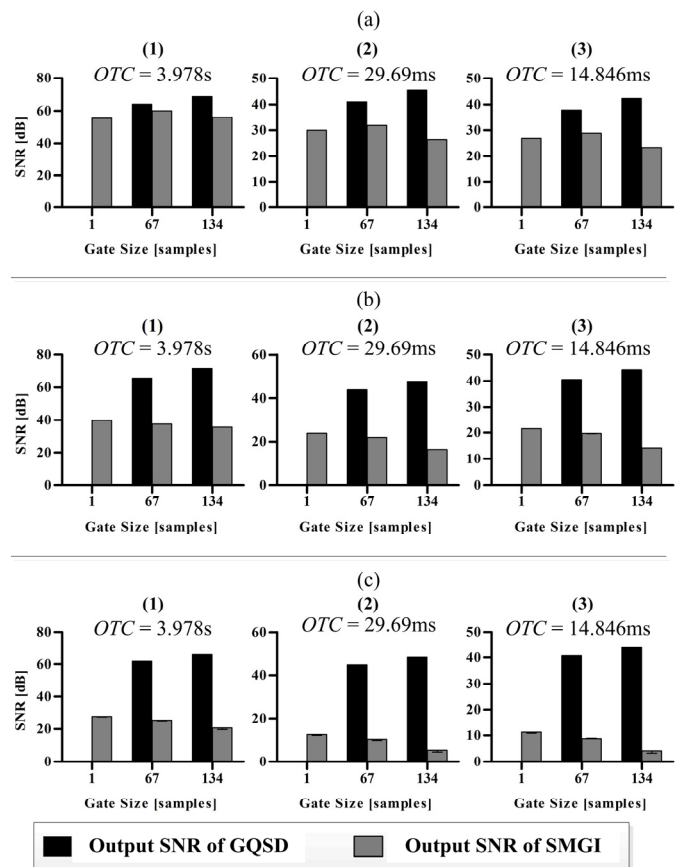 (a)
(1)
OTC = 3.978s
80
60
40
20
0
SNR [dB]
1 67 134
Gate Size [samples]
(2)
OTC = 29.69ms
50
40
30
20
10
0
1 67 134
Gate Size [samples]
(3)
OTC = 14.846ms
50
40
30
20
10
0
1 67 134
Gate Size [samples]
(b)
(1)
OTC = 3.978s
80
60
40
20
0
SNR [dB]
1 67 134
Gate Size [samples]
(2)
OTC = 29.69ms
60
40
20
0
1 67 134
Gate Size [samples]
(3)
OTC = 14.846ms
50
40
30
20
10
0
1 67 134
Gate Size [samples]
(c)
(1)
OTC = 3.978s
80
60
40
20
0
SNR [dB]
1 67 134
Gate Size [samples]
(2)
OTC = 29.69ms
60
40
20
0
1 67 134
Gate Size [samples]
(3)
OTC = 14.846ms
50
40
30
20
10
0
1 67 134
Gate Size [samples]
Output SNR of GQSD
Output SNR of SMGI